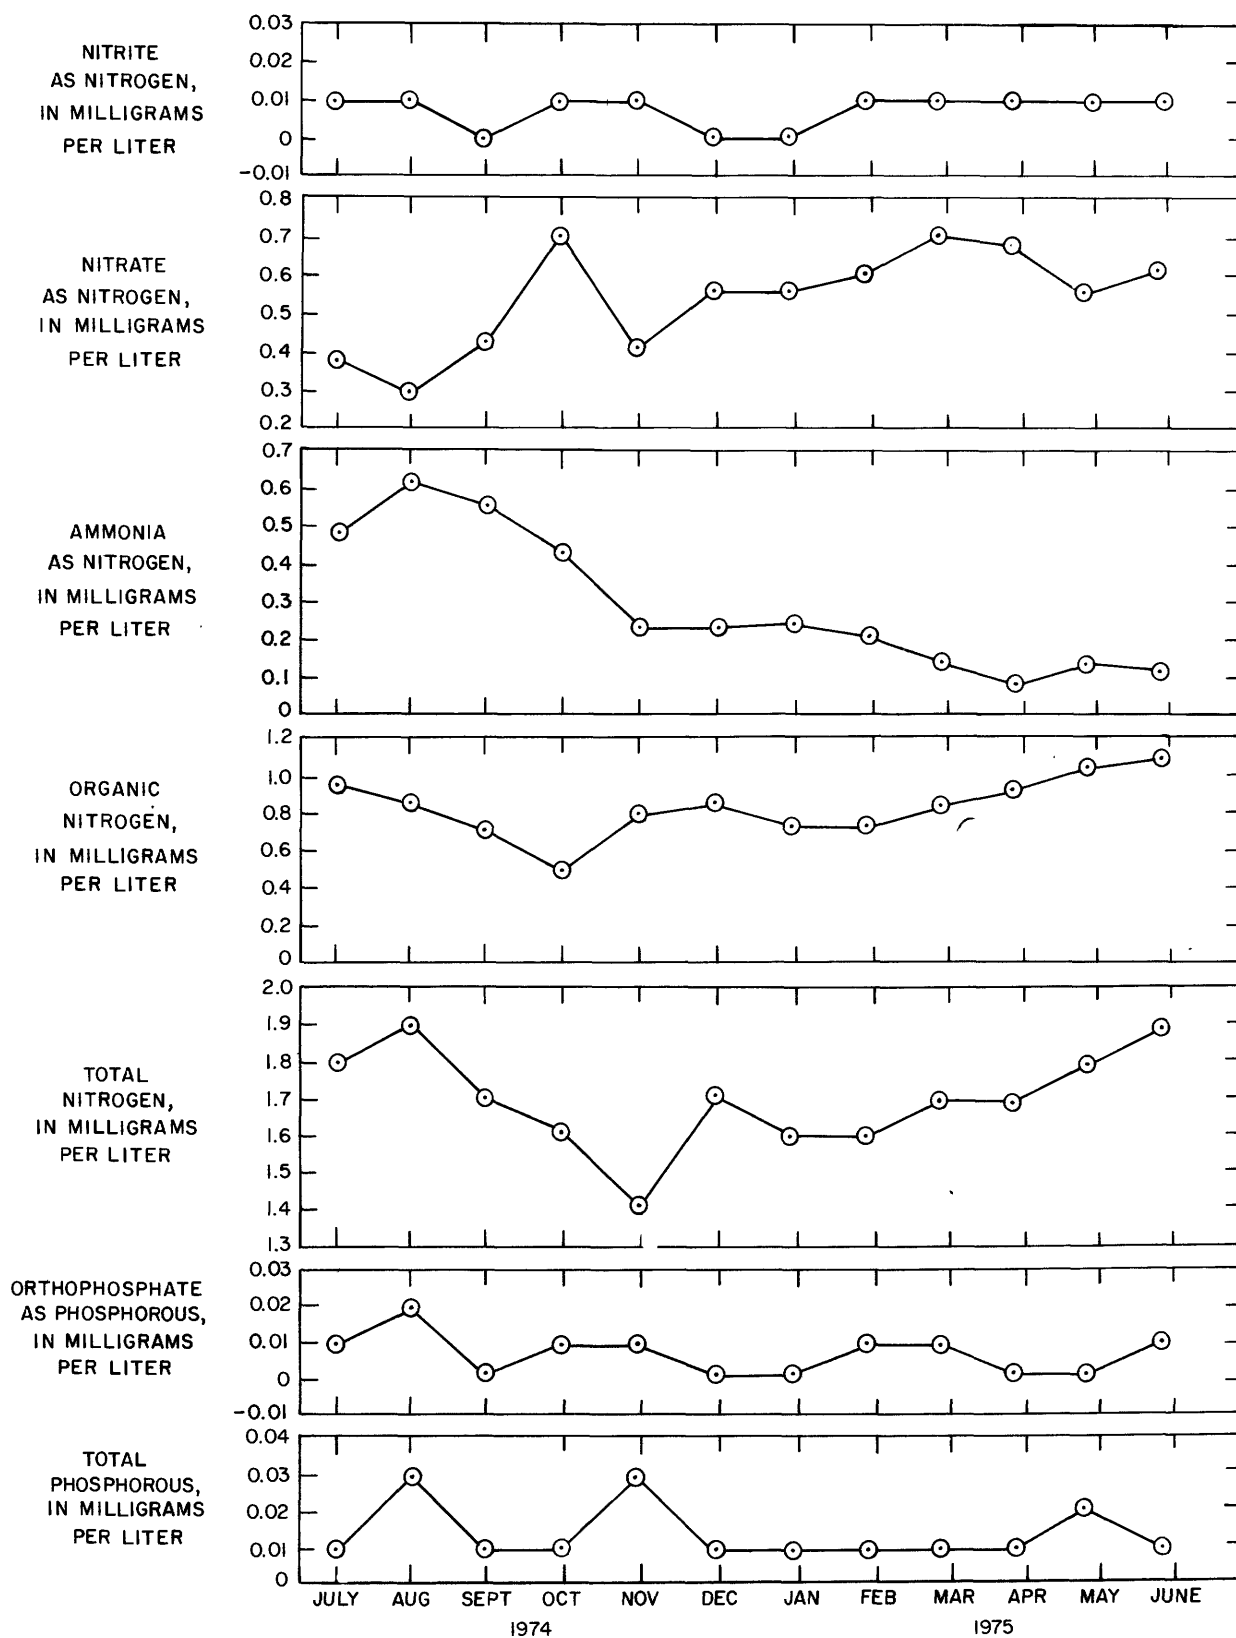 NITRITE
AS NITROGEN,
IN MILLIGRAMS
PER LITER
0.03
0.02
0.01
0
-0.01
NITRATE
AS NITROGEN,
IN MILLIGRAMS
PER LITER
0.8
0.7
0.6
0.5
0.4
0.3
0.2
AMMONIA
AS NITROGEN,
IN MILLIGRAMS
PER LITER
0.7
0.6
0.5
0.4
0.3
0.2
0.1
0
ORGANIC
NITROGEN,
IN MILLIGRAMS
PER LITER
1.2
1.0
0.8
0.6
0.4
0.2
0
TOTAL
NITROGEN,
IN MILLIGRAMS
PER LITER
2.0
1.9
1.8
1.7
1.6
1.5
1.4
1.3
ORTHOPHOSPHATE
AS PHOSPHOROUS,
IN MILLIGRAMS
PER LITER
0.03
0.02
0.01
0
-0.01
TOTAL
PHOSPHOROUS,
IN MILLIGRAMS
PER LITER
0.04
0.03
0.02
0.01
0
JULY AUG SEPT OCT NOV DEC JAN FEB MAR APR MAY JUNE
1974 1975